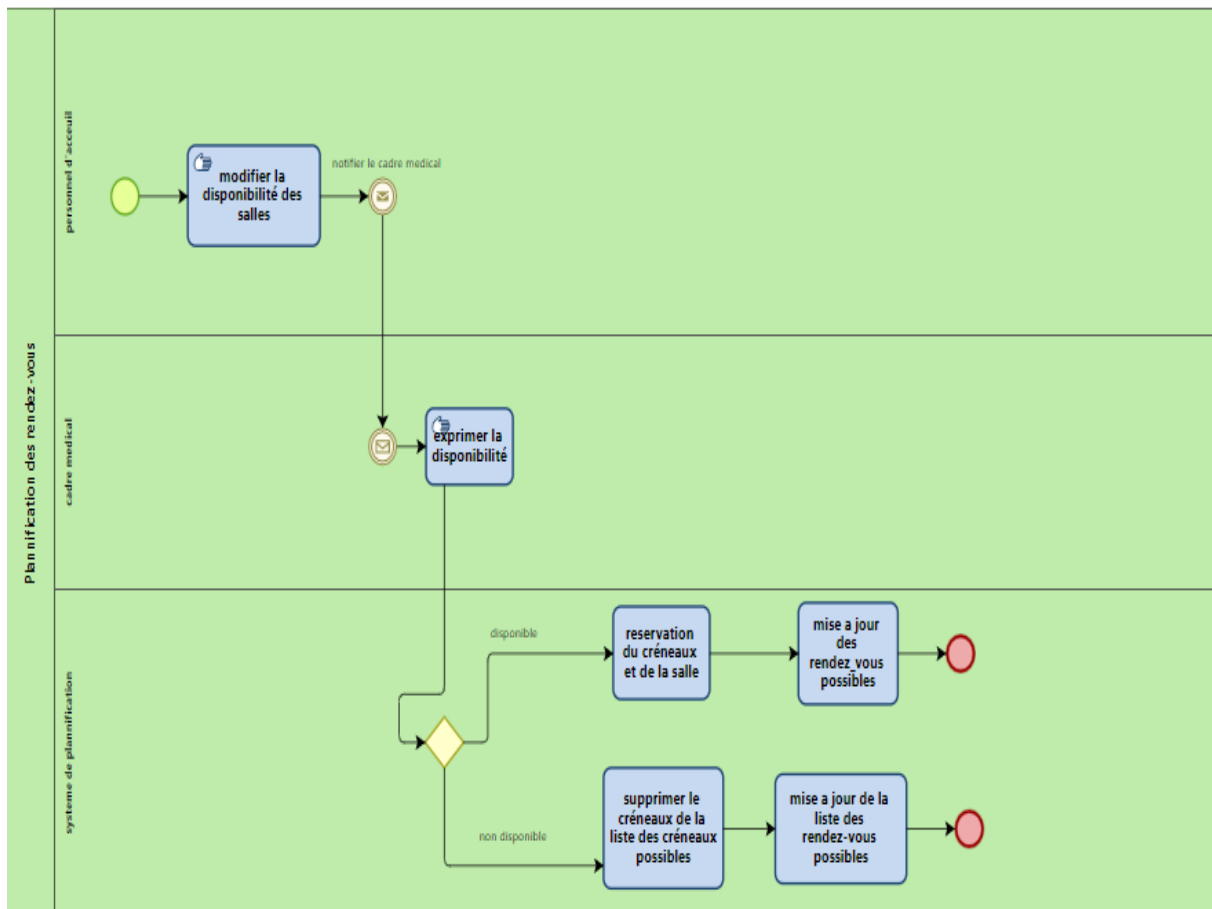 Plannification des rendez-vous
personnel d'acceuil
modifier la
disponibilité des
salles
notifier le cadre medical
cadre medical
exprimer la
disponibilité
systeme de plannification
disponible
reservation
du créneaux
et de la salle
mise a jour
des
rendez_vous
possibles
non disponible
supprimer le
créneaux de la
liste des créneaux
possibles
mise a jour de la
liste des
rendez-vous
possibles